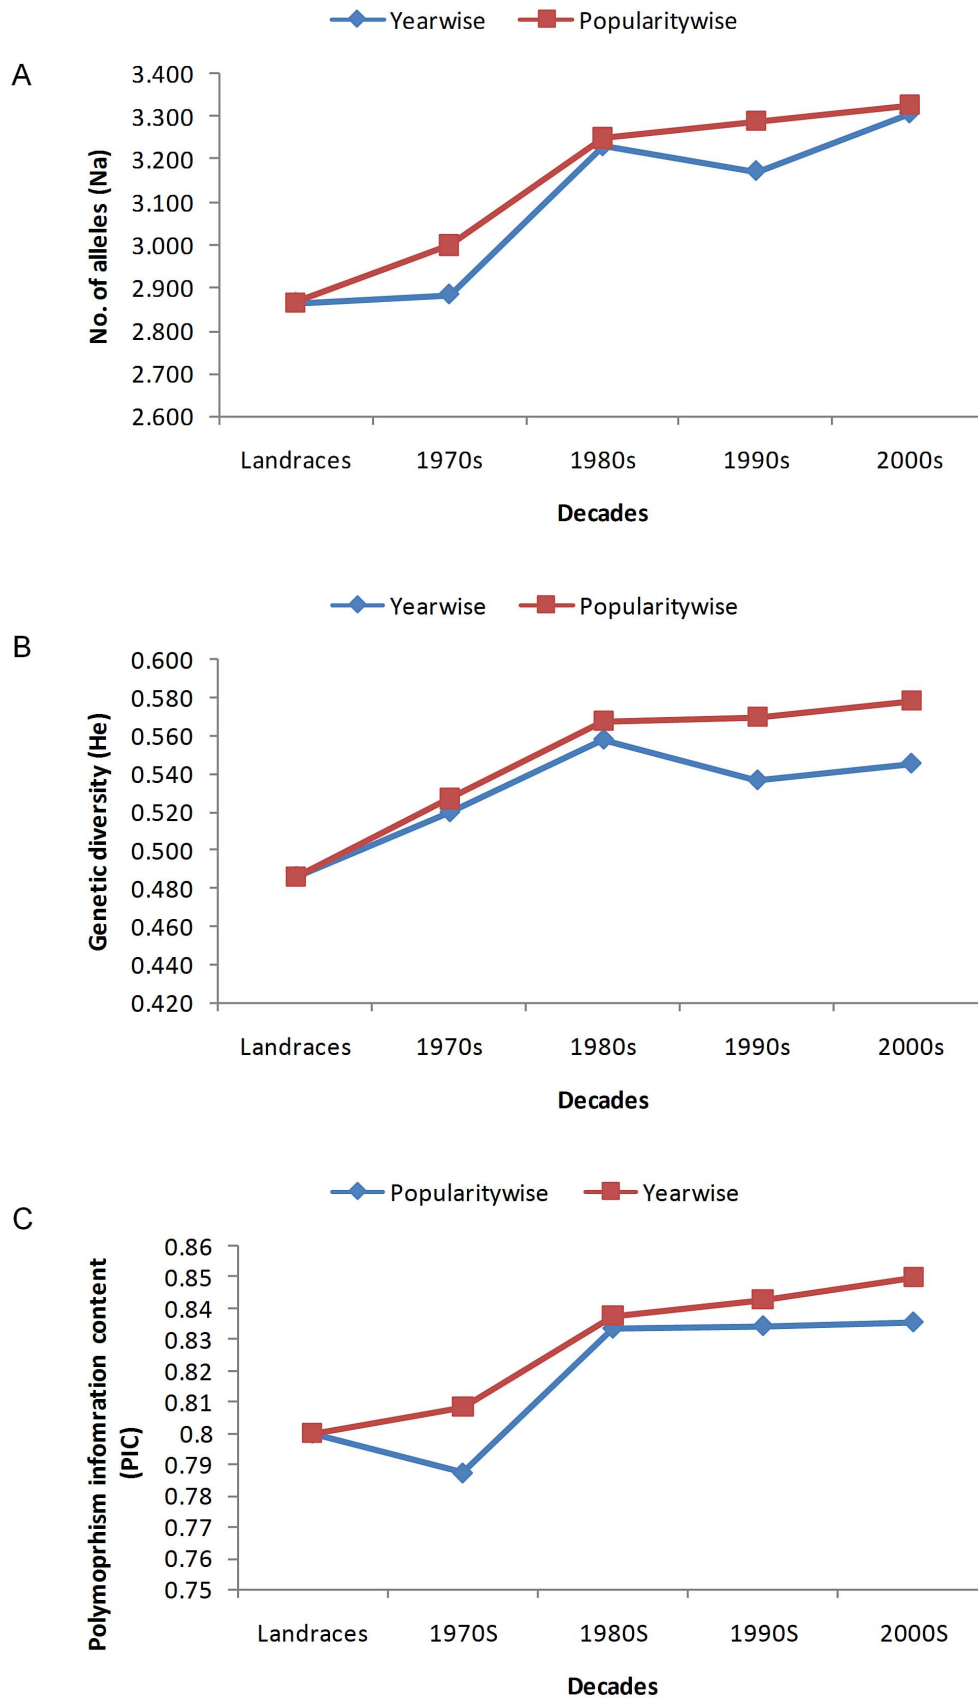 Yearwise Popularitywise
A
3.400
3.300
3.200
3.100
3.000
2.900
2.800
2.700
2.600
No. of alleles (Na)
Landraces 1970s 1980s 1990s 2000s
Decades
Yearwise Popularitywise
B
0.600
0.580
0.560
0.540
0.520
0.500
0.480
0.460
0.440
0.420
Genetic diversity (He)
Landraces 1970s 1980s 1990s 2000s
Decades
Popularitywise Yearwise
C
0.86
0.85
0.84
0.83
0.82
0.81
0.8
0.79
0.78
0.77
0.76
0.75
Polymoprhism infomration content
(PIC)
Landraces 1970S 1980S 1990S 2000S
Decades